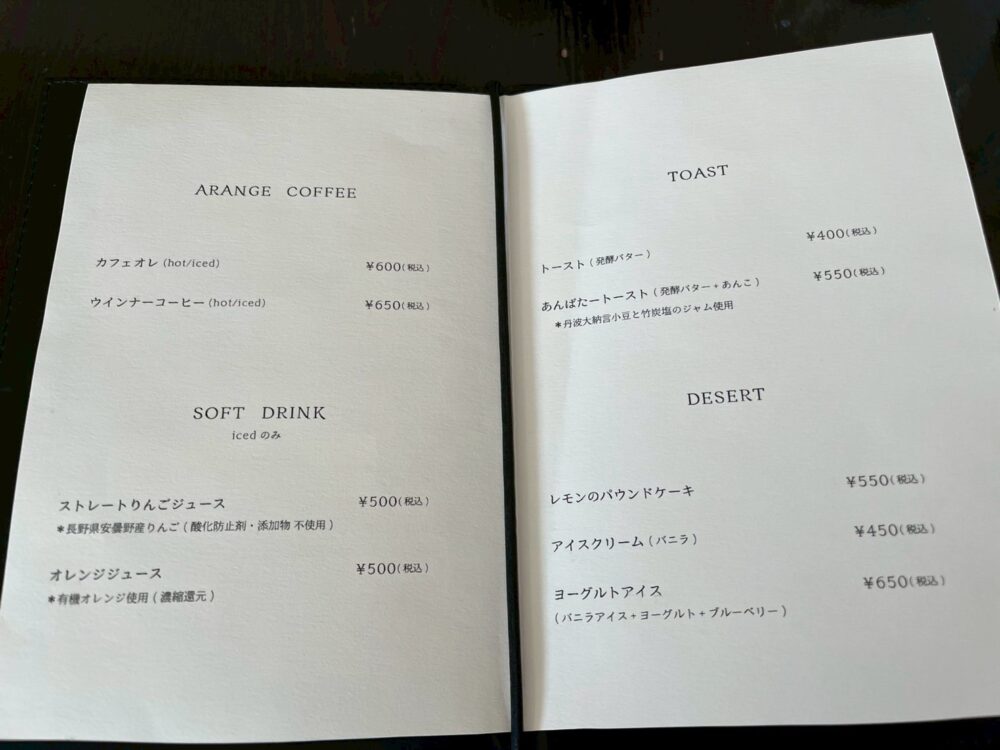 ARANGE COFFEE
カフェオレ (hot/iced) ¥600(税込)
ウインナーコーヒー (hot/iced) ¥650(税込)
SOFT DRINK
iced のみ
ストレートりんごジュース ¥500(税込)
*長野県安曇野産りんご ( 酸化防止剤・添加物 不使用 )
オレンジジュース ¥500(税込)
*有機オレンジ使用 ( 濃縮還元 )
TOAST
トースト ( 発酵バター ) ¥400(税込)
あんばたートースト ( 発酵バター + あんこ ) ¥550(税込)
*丹波大納言小豆と竹炭塩のジャム使用
DESERT
レモンのパウンドケーキ ¥550(税込)
アイスクリーム ( バニラ ) ¥450(税込)
ヨーグルトアイス ¥650(税込)
( バニラアイス + ヨーグルト + ブルーベリー )